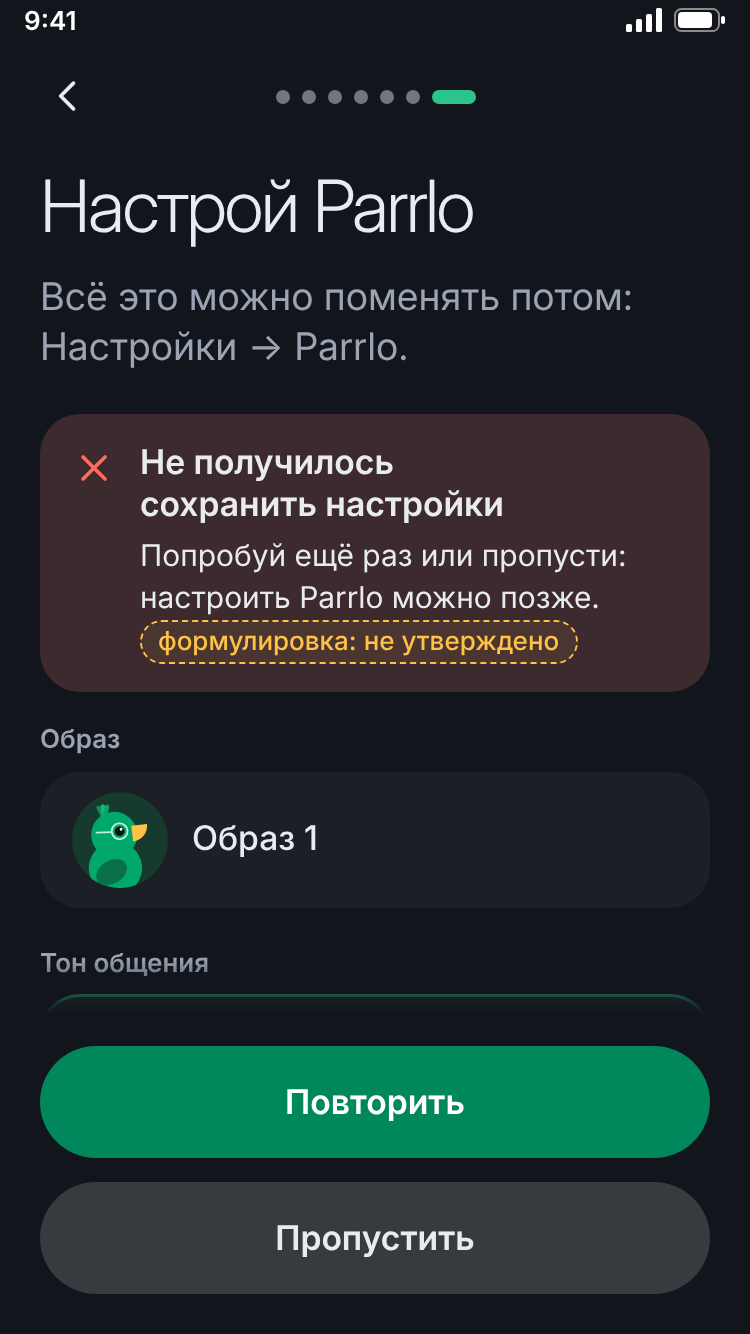 9:41
Настрой Parrlo
Всё это можно поменять потом:
Настройки → Parrlo.
Не получилось
сохранить настройки
Попробуй ещё раз или пропусти:
настроить Parrlo можно позже.
формулировка: не утверждено
Образ
Образ 1
Тон общения
Повторить
Пропустить